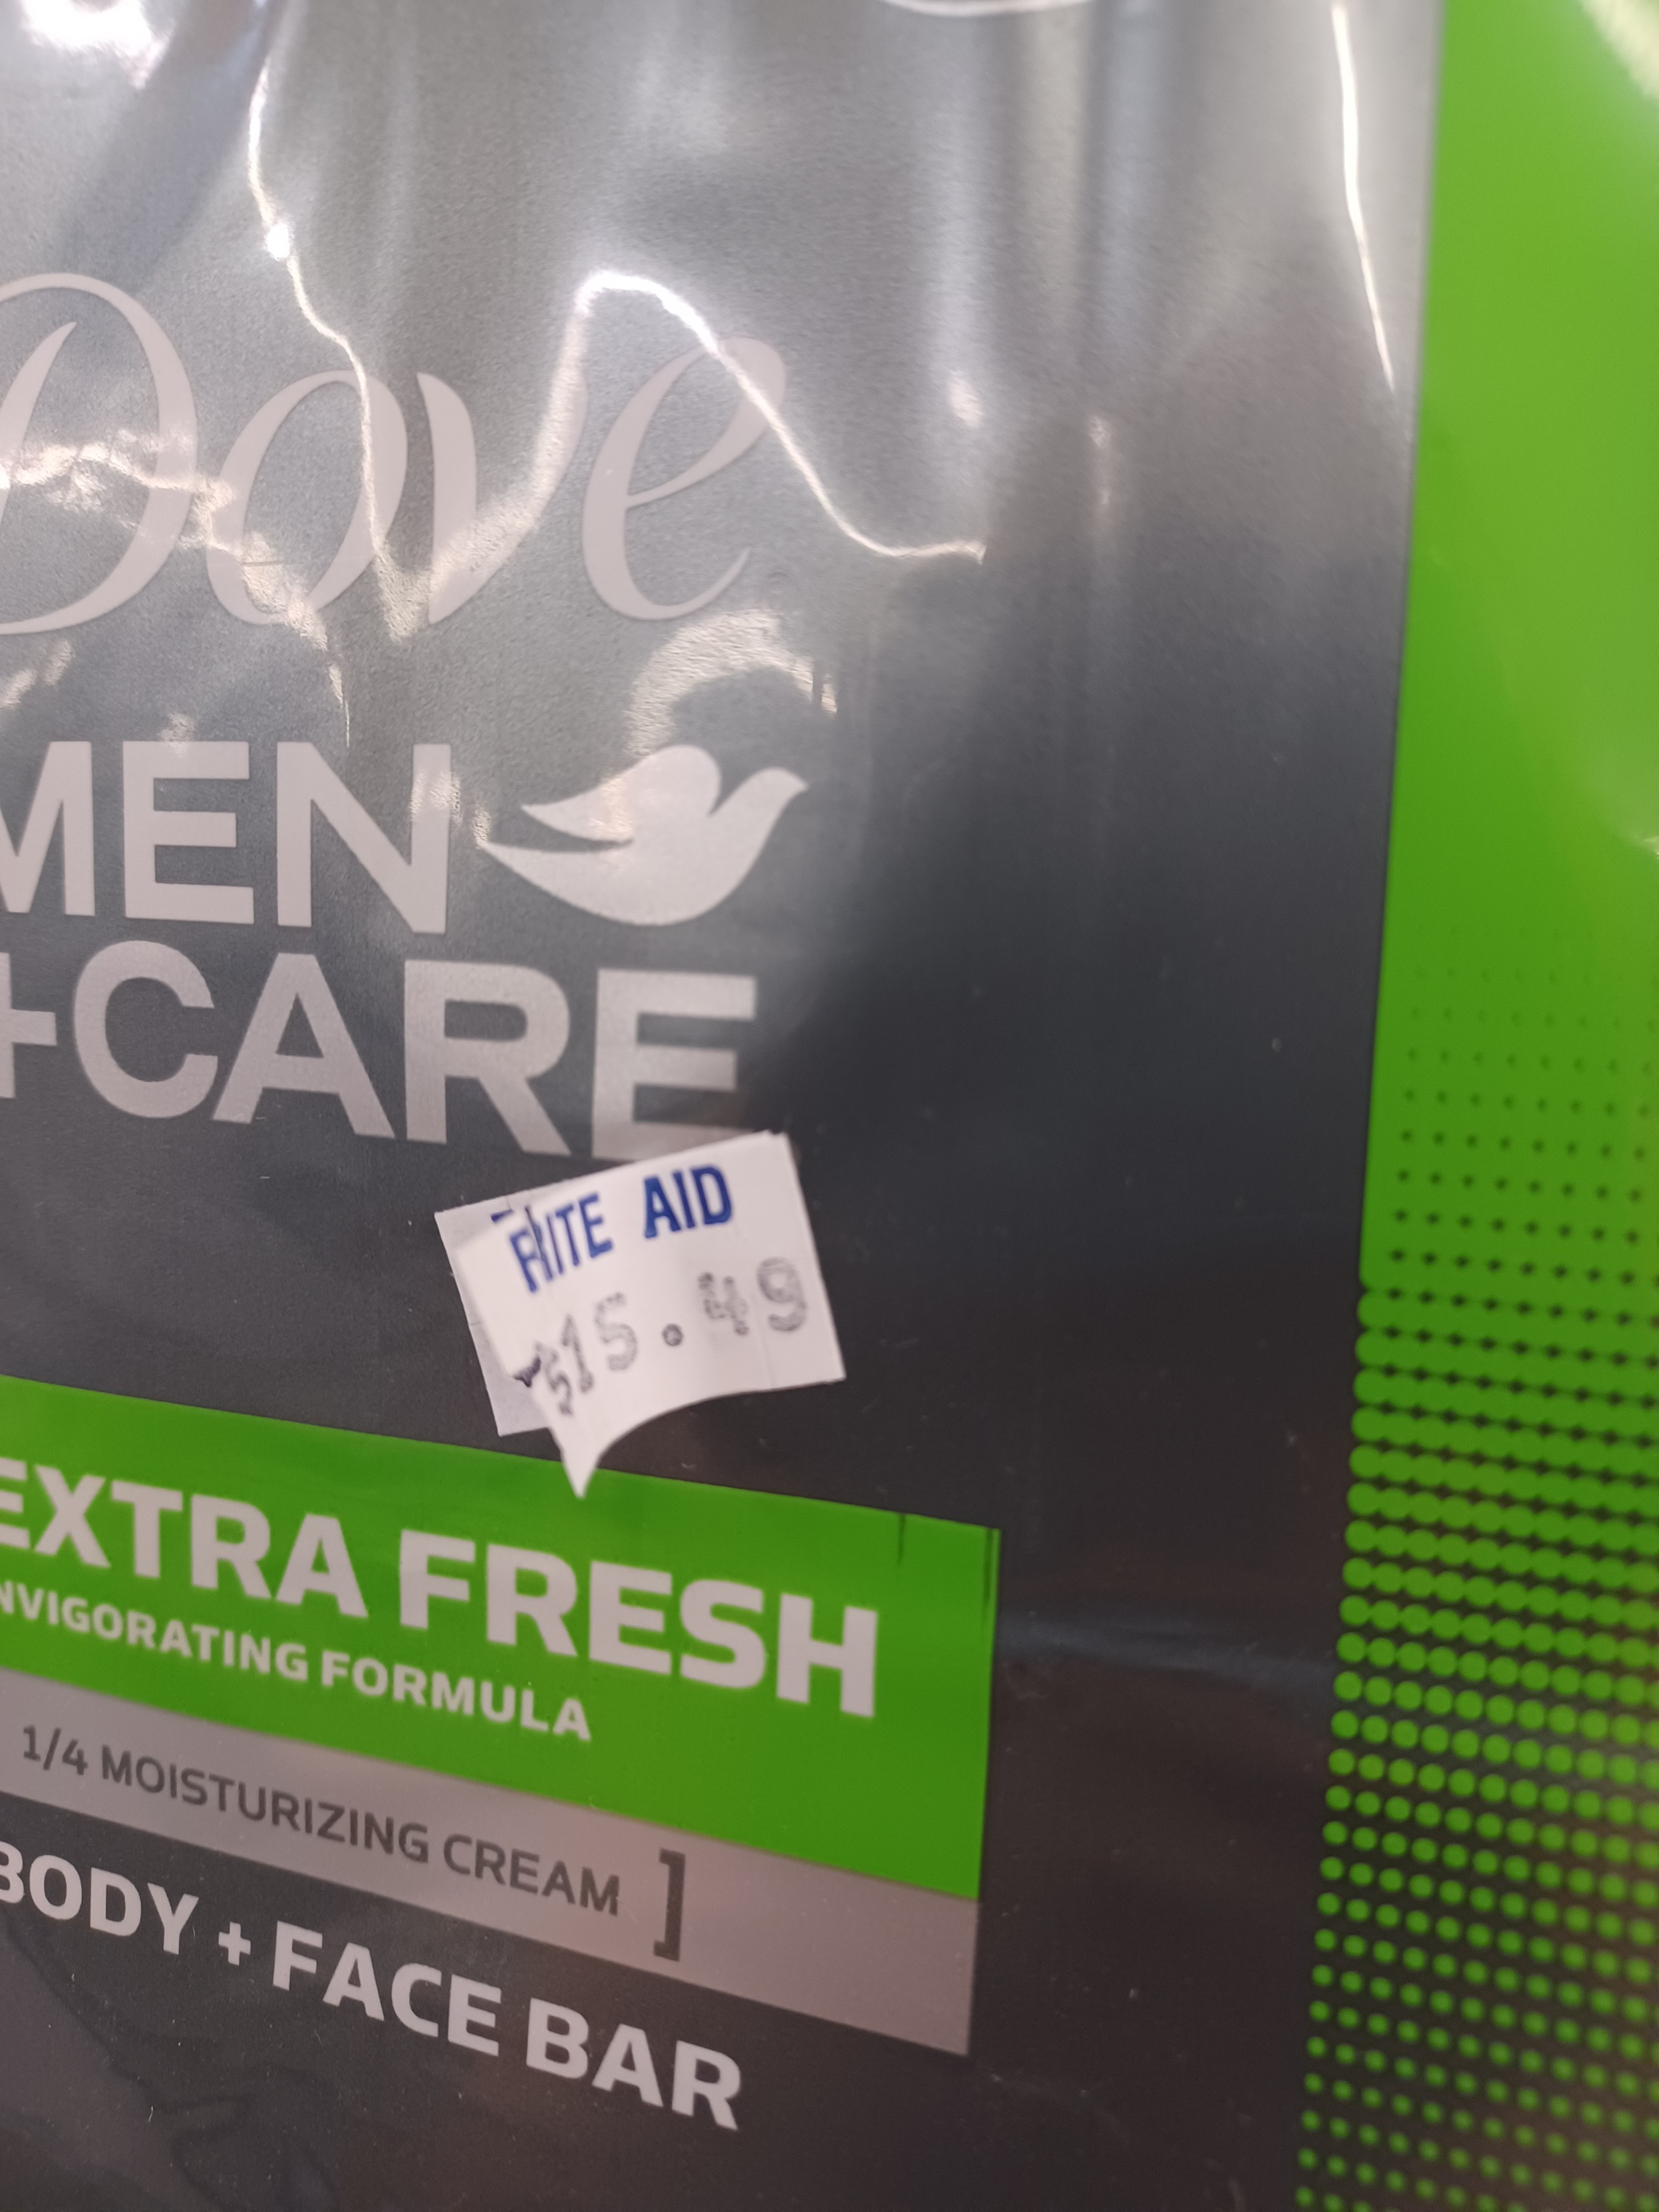 Dove
MEN
+CARE
RITE AID
$15.49
EXTRA FRESH
INVIGORATING FORMULA
1/4 MOISTURIZING CREAM ]
BODY + FACE BAR